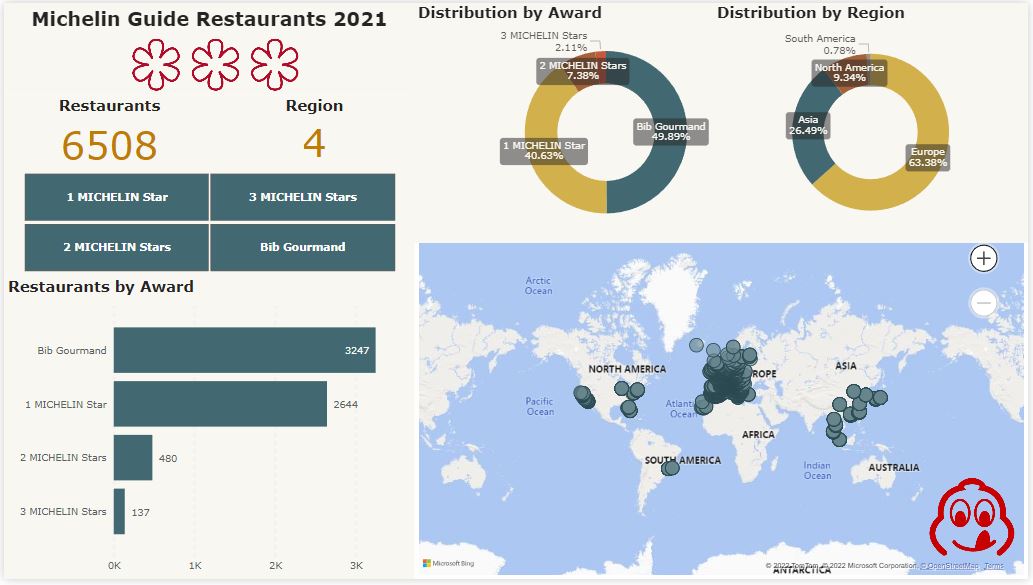 Michelin Guide Restaurants 2021
Restaurants
6508
Region
4
1 MICHELIN Star
3 MICHELIN Stars
2 MICHELIN Stars
Bib Gourmand
Restaurants by Award
Bib Gourmand
3247
1 MICHELIN Star
2644
2 MICHELIN Stars
480
3 MICHELIN Stars
137
0K
1K
2K
3K
Distribution by Award
3 MICHELIN Stars
2.11%
2 MICHELIN Stars
7.38%
Bib Gourmand
49.89%
1 MICHELIN Star
40.63%
Distribution by Region
South America
0.78%
North America
9.34%
Asia
26.49%
Europe
63.38%
Arctic
Ocean
NORTH AMERICA
ROPE
ASIA
Pacific
Ocean
Atlanti
Ocean
AFRICA
SOUTH AMERICA
Indian
Ocean
AUSTRALIA
ANTARCTICA
Microsoft Bing
© 2022 TomTom, © 2022 Microsoft Corporation, © OpenStreetMap Terms